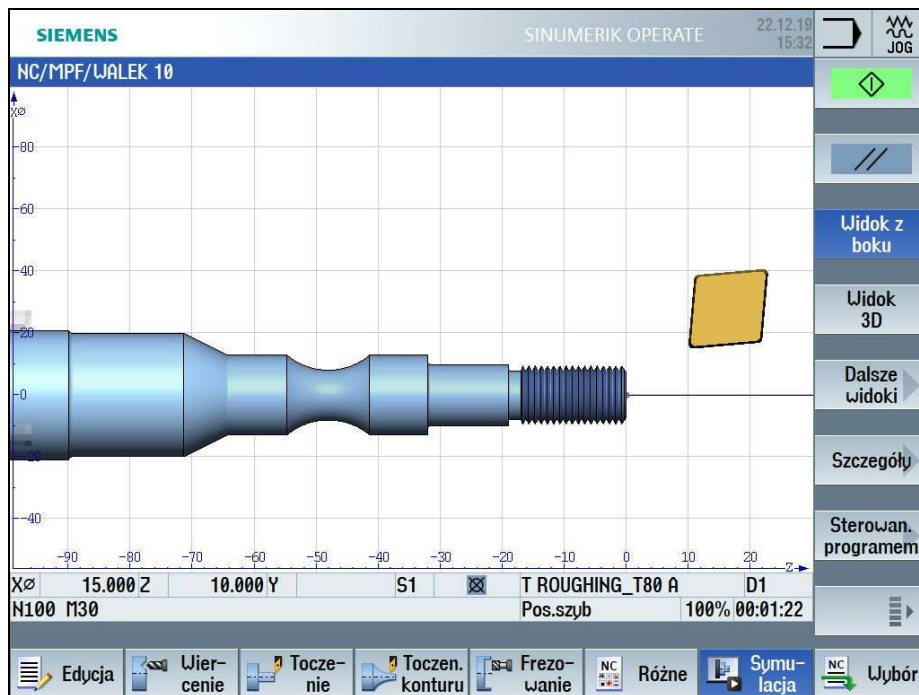 SIEMENS
SINUMERIK OPERATE
22.12.19
15:32
JOG
NC/MPF/WALEK 10
XØ
80
60
40
20
0
-20
-40
-90 -80 -70 -60 -50 -40 -30 -20 -10 0 10 20
Z
XØ 15.000 Z 10.000 Y S1 T ROUGHING_T80 A D1
N100 M30 Pos.szyb 100% 00:01:22
Widok z
boku
Widok
3D
Dalsze
widoki
Szczegóły
Sterowan.
programem
Edycja
Wier-
cenie
Tocze-
nie
Toczen.
konturu
Frezo-
wanie
NC
Różne
Symu-
lacja
NC
Wybór